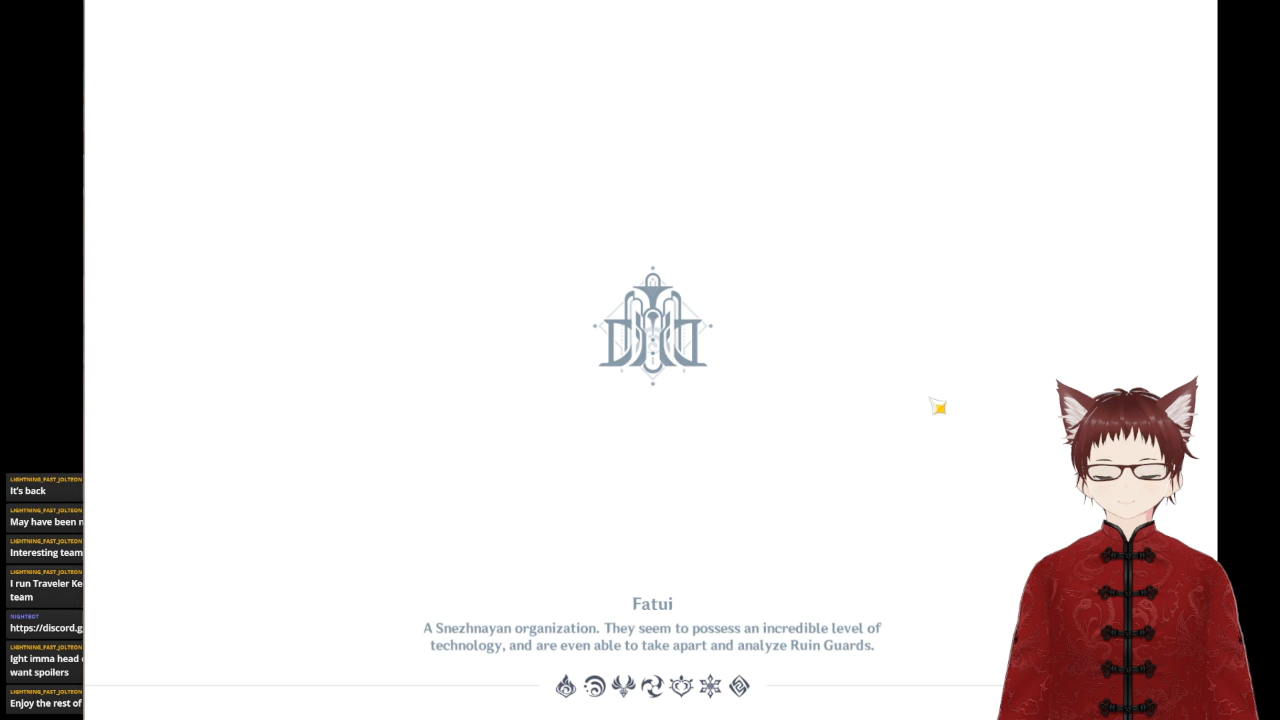 LIGHTNING_FAST_JOLTEON
It's back
LIGHTNING_FAST_JOLTEON
May have been
LIGHTNING_FAST_JOLTEON
Interesting team
LIGHTNING_FAST_JOLTEON
I run Traveler Ke
team
NIGHTBOT
https://discord.g
LIGHTNING_FAST_JOLTEON
Ight imma head
want spoilers
LIGHTNING_FAST_JOLTEON
Enjoy the rest of
Fatui
A Snezhnayan organization. They seem to possess an incredible level of
technology, and are even able to take apart and analyze Ruin Guards.